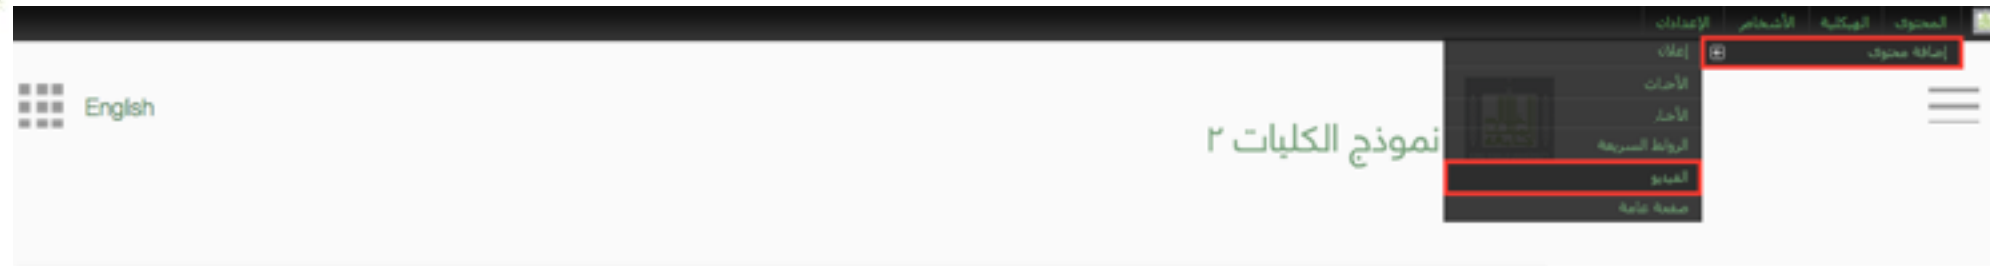 المحتوى الهيكلية الأشخاص الإعدادات
إضافة محتوى
إعلان
الأحداث
الأخبار
الروابط السريعة
الفيديو
صفحة عامة
English
نموذج الكليات ٢